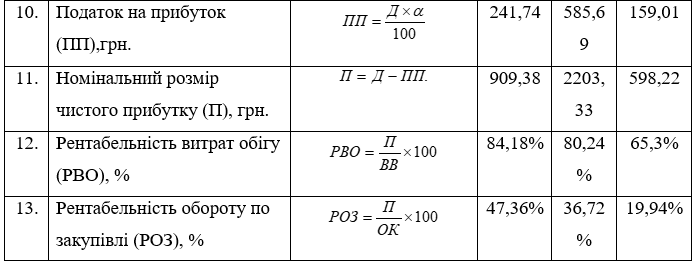 10. Податок на прибуток (ПП),грн. ПП = Д × α / 100 241,74 585,69 159,01
11. Номінальний розмір чистого прибутку (П), грн. П = Д − ПП. 909,38 2203,33 598,22
12. Рентабельність витрат обігу (РВО), % РВО = П / ВВ × 100 84,18% 80,24% 65,3%
13. Рентабельність обороту по закупівлі (РОЗ), % РОЗ = П / ОК × 100 47,36% 36,72% 19,94%